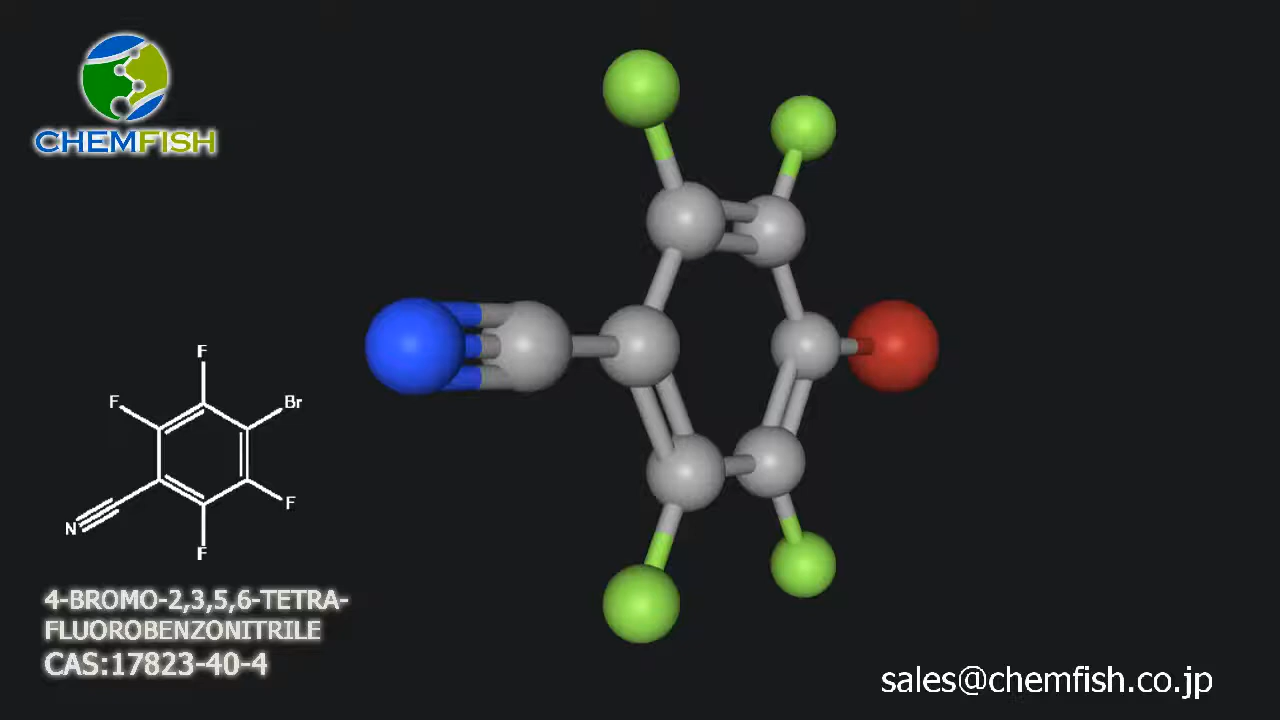 CHEMFISH
F
F
Br
F
N
F
4-BROMO-2,3,5,6-TETRA-
FLUOROBENZONITRILE
CAS:17823-40-4
sales@chemfish.co.jp